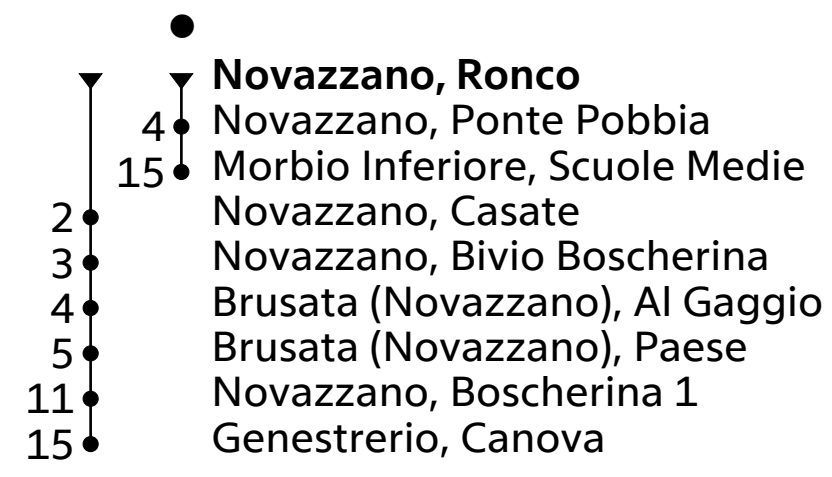 Novazzano, Ronco
4 Novazzano, Ponte Pobbia
15 Morbio Inferiore, Scuole Medie
2 Novazzano, Casate
3 Novazzano, Bivio Boscherina
4 Brusata (Novazzano), Al Gaggio
5 Brusata (Novazzano), Paese
11 Novazzano, Boscherina 1
15 Genestrerio, Canova